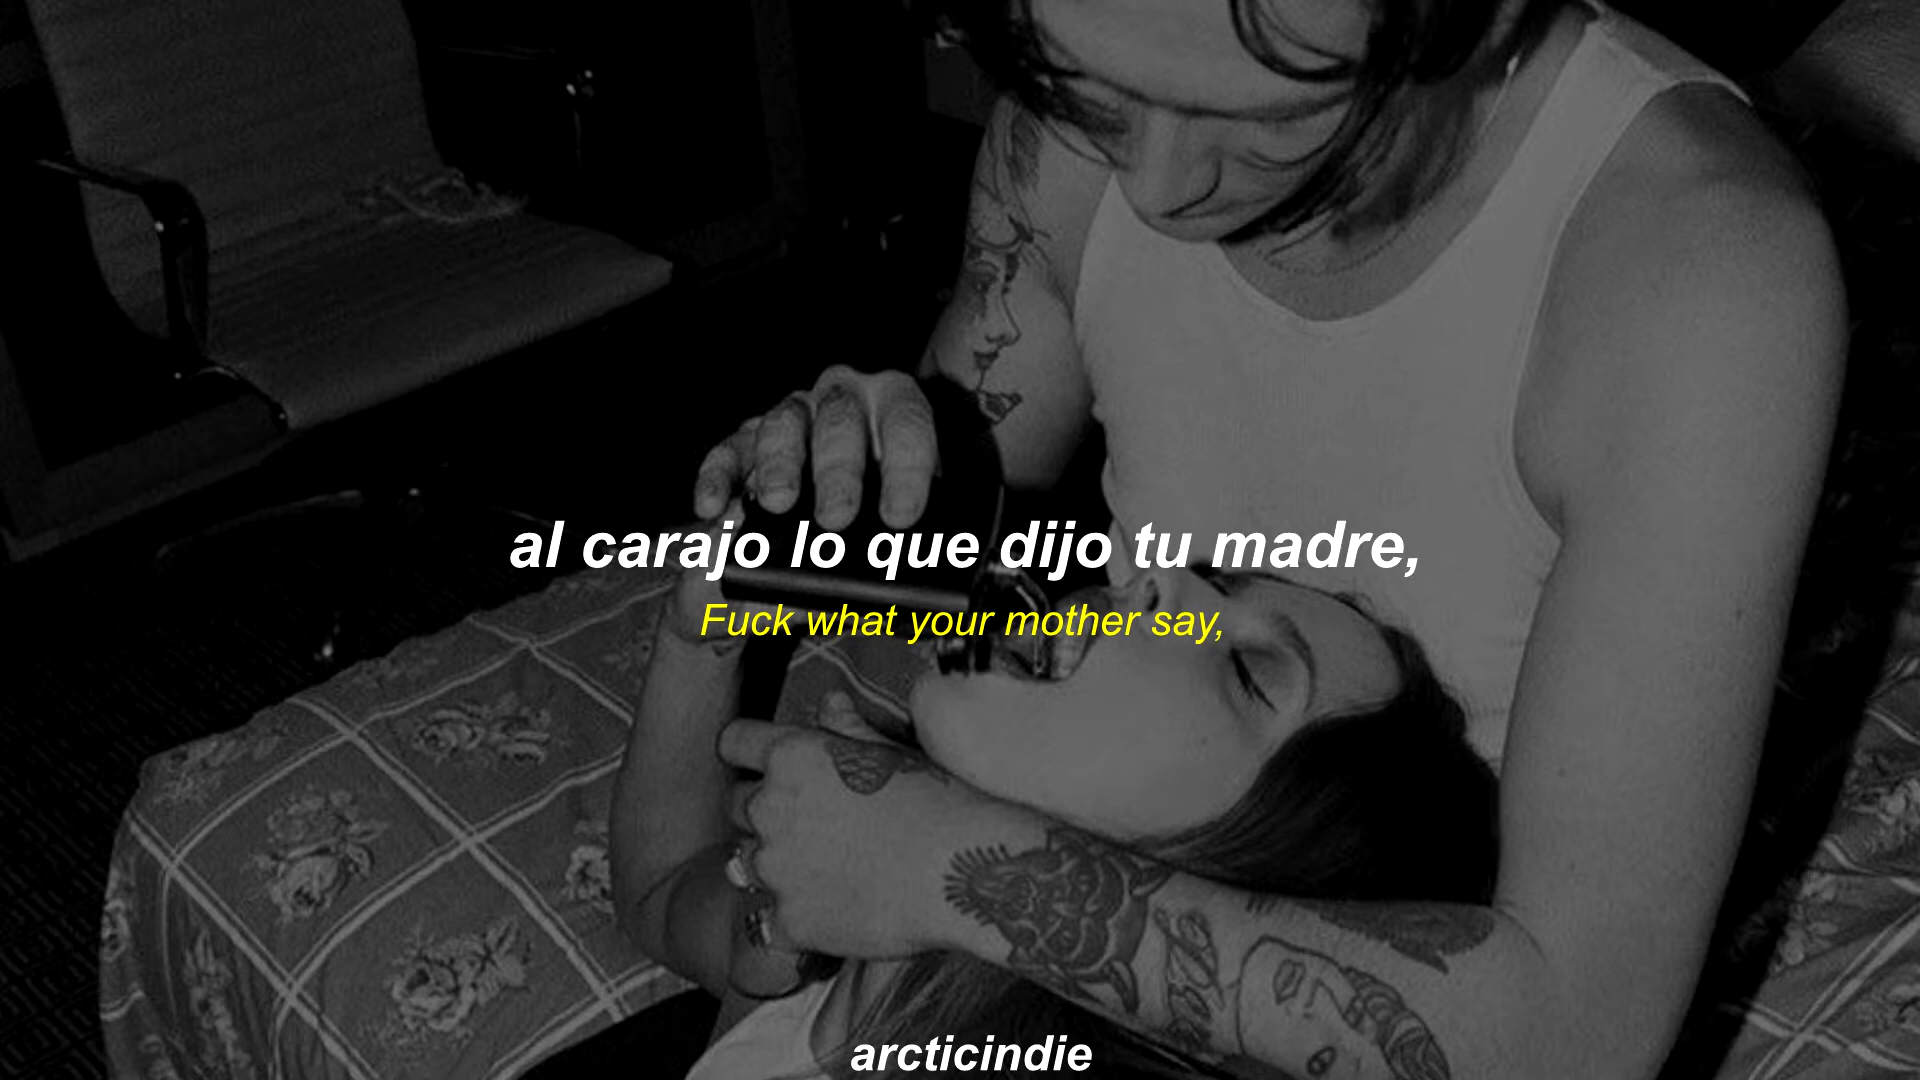 al carajo lo que dijo tu madre,
Fuck what your mother say,
arcticindie